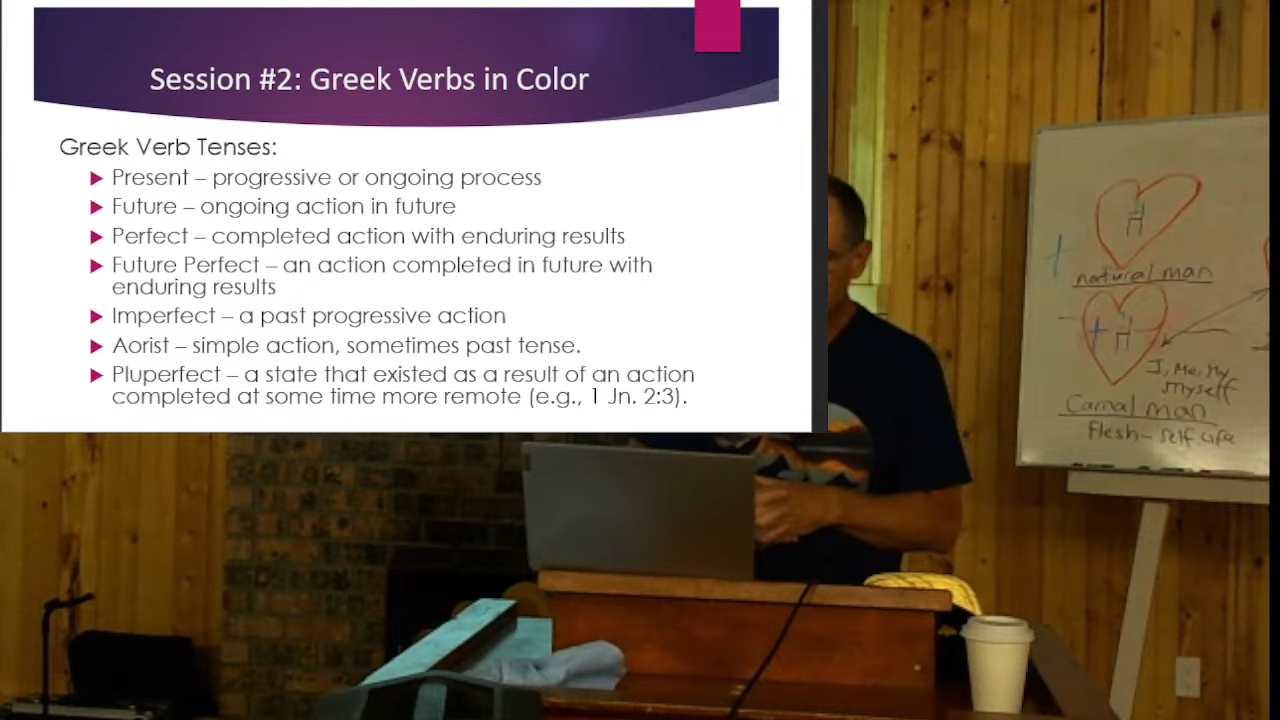 Session #2: Greek Verbs in Color
Greek Verb Tenses:
Present – progressive or ongoing process
Future – ongoing action in future
Perfect – completed action with enduring results
Future Perfect – an action completed in future with
enduring results
Imperfect – a past progressive action
Aorist – simple action, sometimes past tense.
Pluperfect – a state that existed as a result of an action
completed at some time more remote (e.g., 1 Jn. 2:3).
H
natural man
H
I, Me, My
Myself
Carnal man
Flesh – self life